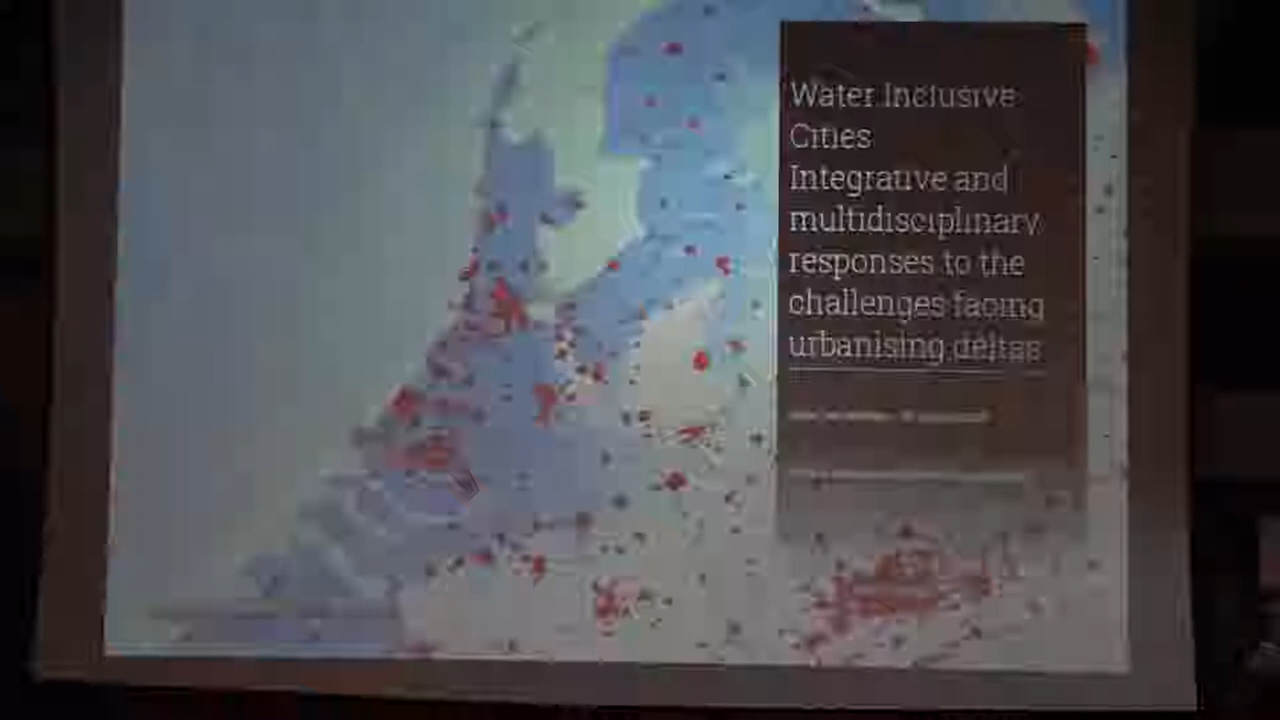 Water Inclusive
Cities
Integrative and
multidisciplinary
responses to the
challenges facing
urbanising deltas